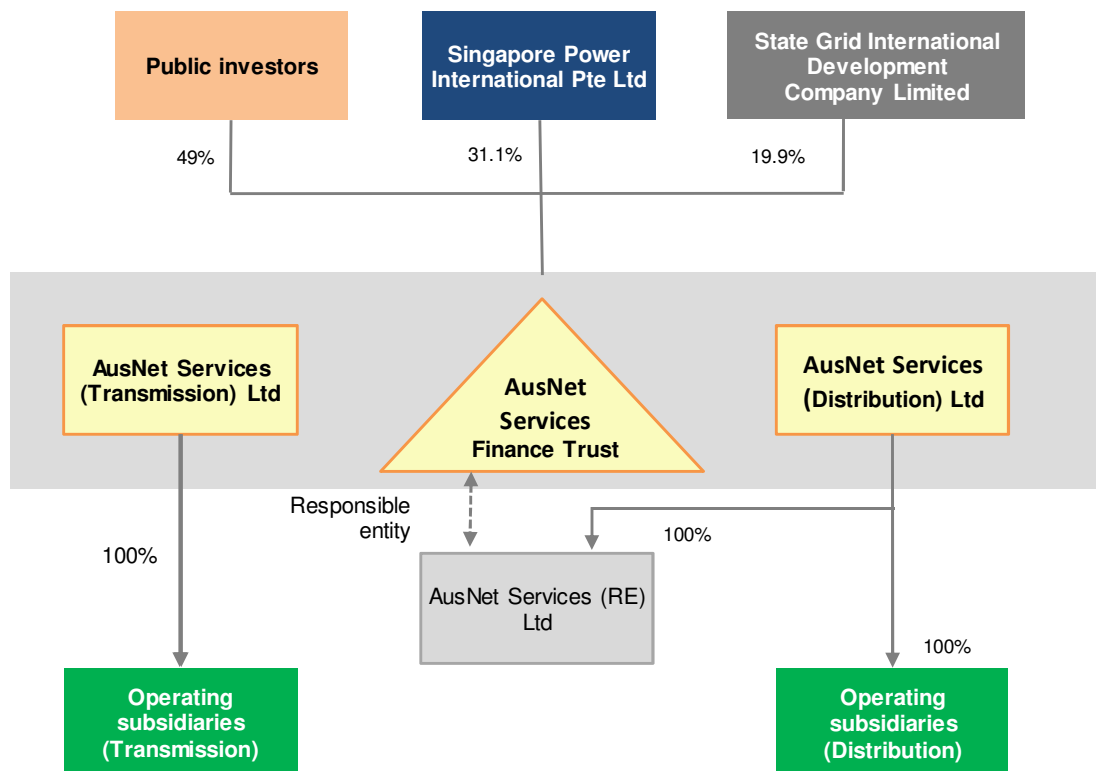 Public investors
Singapore Power
International Pte Ltd
State Grid International
Development
Company Limited
49%
31.1%
19.9%
AusNet Services
(Transmission) Ltd
AusNet
Services
Finance Trust
AusNet Services
(Distribution) Ltd
Responsible
entity
100%
100%
AusNet Services (RE)
Ltd
100%
Operating
subsidiaries
(Transmission)
Operating
subsidiaries
(Distribution)